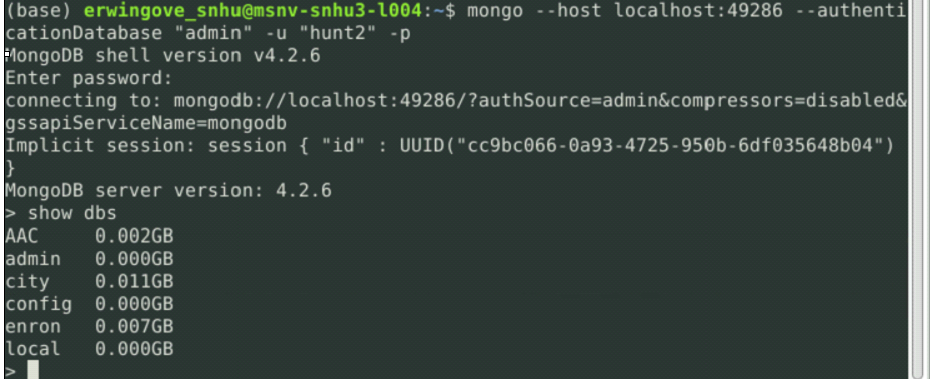 (base) erwingove_snhu@msnv-snhu3-l004:~$ mongo --host localhost:49286 --authenti
cationDatabase "admin" -u "hunt2" -p
MongoDB shell version v4.2.6
Enter password:
connecting to: mongodb://localhost:49286/?authSource=admin&compressors=disabled&
gssapiServiceName=mongodb
Implicit session: session { "id" : UUID("cc9bc066-0a93-4725-950b-6df035648b04")
}
MongoDB server version: 4.2.6
> show dbs
AAC     0.002GB
admin   0.000GB
city    0.011GB
config  0.000GB
enron   0.007GB
local   0.000GB
>